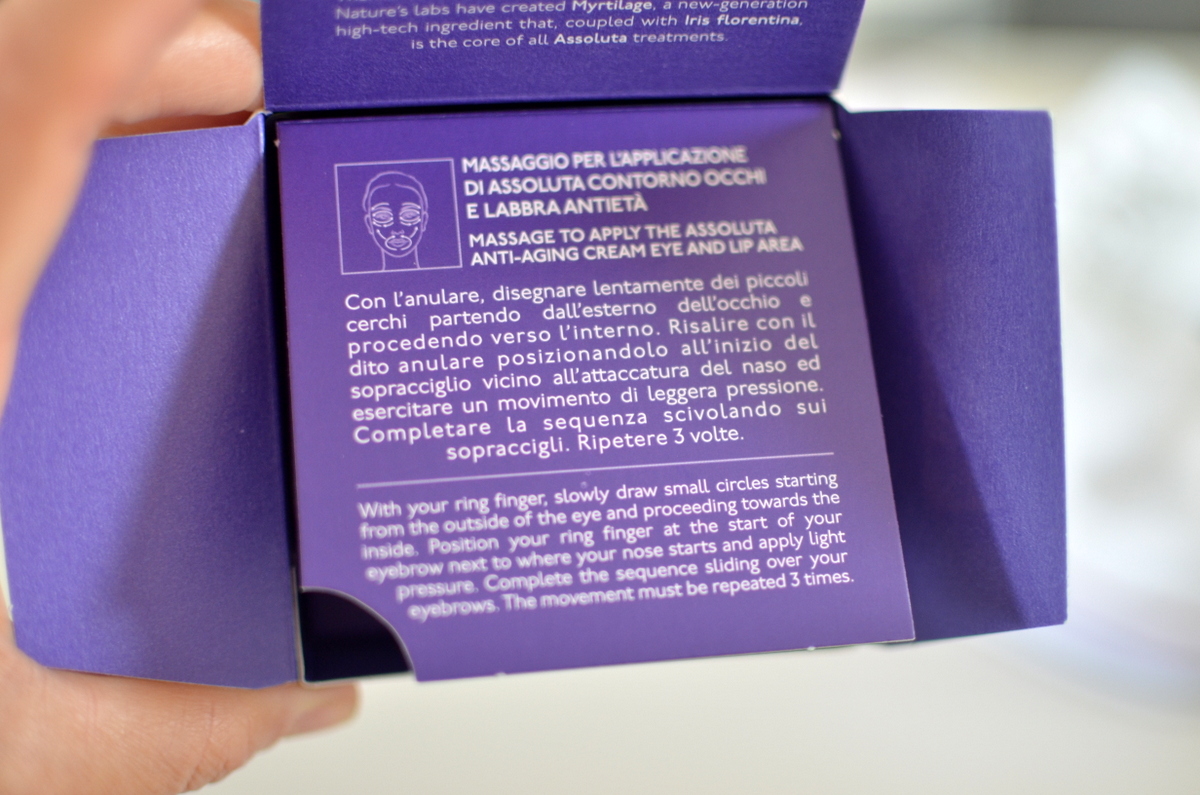 Nature's labs have created Myrtilage, a new-generation
high-tech ingredient that, coupled with Iris florentina,
is the core of all Assoluta treatments.
MASSAGGIO PER L'APPLICAZIONE
DI ASSOLUTA CONTORNO OCCHI
E LABBRA ANTIETÀ
MASSAGE TO APPLY THE ASSOLUTA
ANTI-AGING CREAM EYE AND LIP AREA
Con l'anulare, disegnare lentamente dei piccoli
cerchi partendo dall'esterno dell'occhio e
procedendo verso l'interno. Risalire con il
dito anulare posizionandolo all'inizio del
sopracciglio vicino all'attaccatura del naso ed
esercitare un movimento di leggera pressione.
Completare la sequenza scivolando sui
sopraccigli. Ripetere 3 volte.
With your ring finger, slowly draw small circles starting
from the outside of the eye and proceeding towards the
inside. Position your ring finger at the start of your
eyebrow next to where your nose starts and apply light
pressure. Complete the sequence sliding over your
eyebrows. The movement must be repeated 3 times.